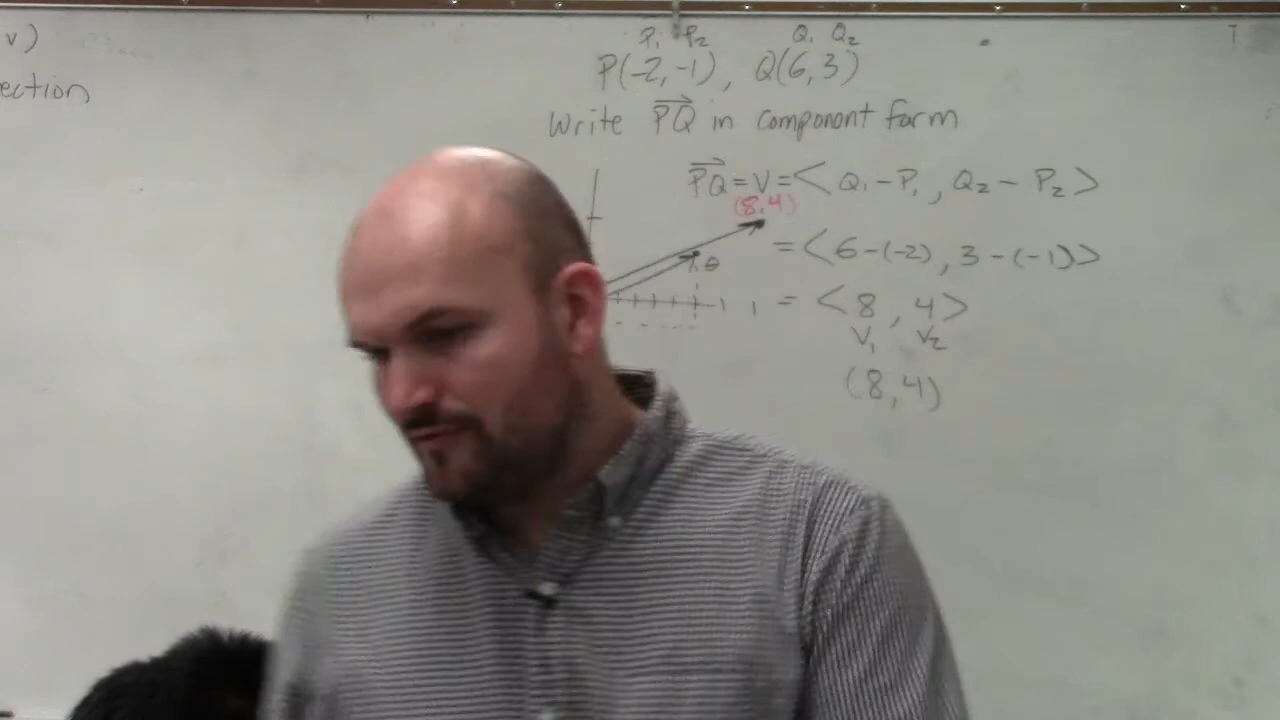 v)
ection
P₁ P₂ Q₁ Q₂
P(-2,-1), Q(6,3)
Write PQ in component form
PQ = V = < Q₁ - P₁ , Q₂ - P₂ >
(8,4)
= < 6-(-2) , 3-(-1) >
= < 8 , 4 >
V₁ V₂
(8,4)